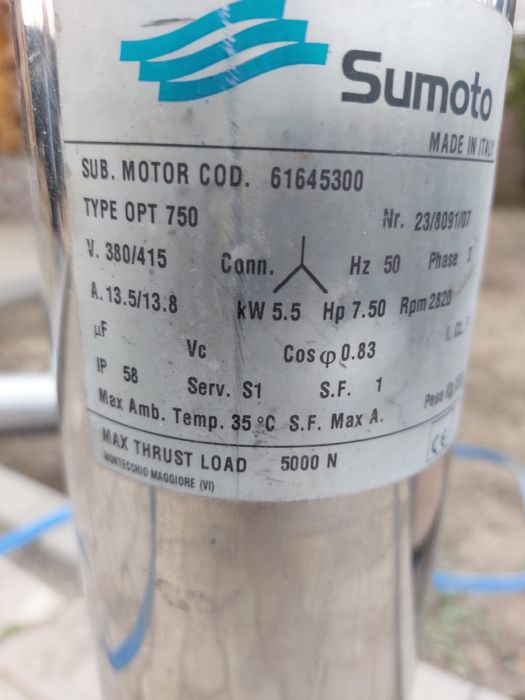 Sumoto
MADE IN ITALY
SUB. MOTOR COD. 61645300
TYPE OPT 750 Nr. 23/8091/07
V. 380/415 Conn. Hz 50 Phase 3
A. 13.5/13.8 kW 5.5 Hp 7.50 Rpm 2820
µF Vc Cos φ 0.83
IP 58 Serv. S1 S.F. 1
Max Amb. Temp. 35 °C S.F. Max A. Peso
MAX THRUST LOAD 5000 N CE
MONTECCHIO MAGGIORE (VI)